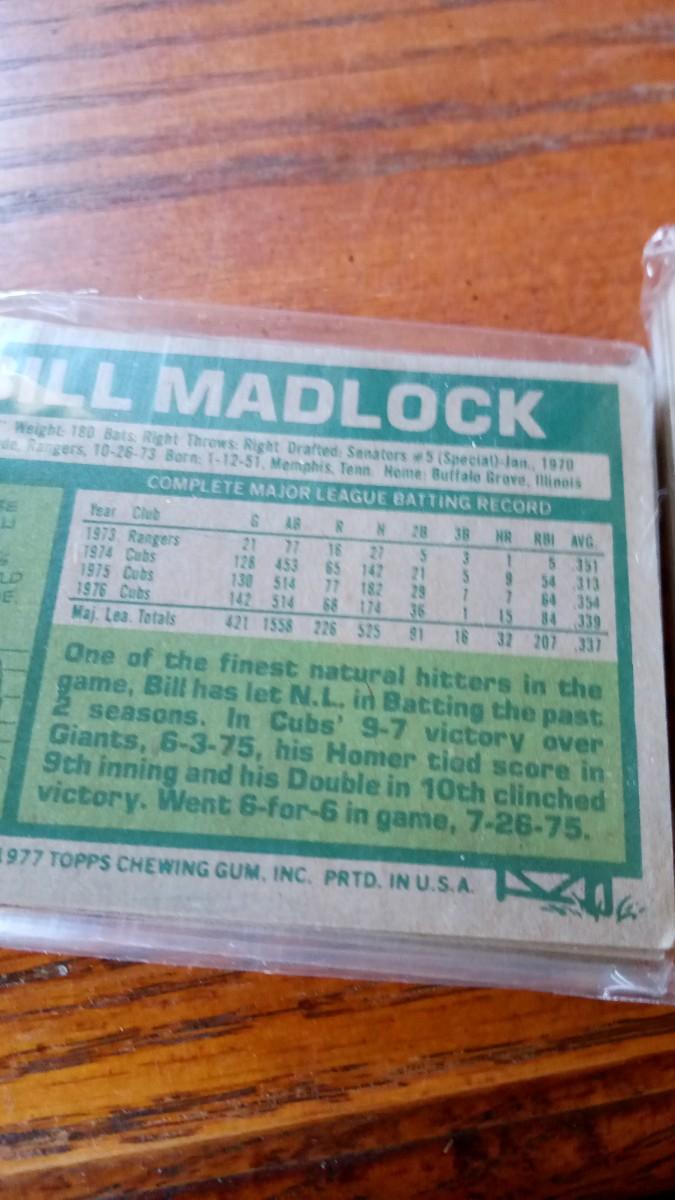 BILL MADLOCK
Weight: 180 Bats: Right Throws: Right Drafted: Senators #5 (Special)-Jan., 1970
de, Rangers, 10-26-73 Born: 1-12-51, Memphis, Tenn. Home: Buffalo Grove, Illinois
COMPLETE MAJOR LEAGUE BATTING RECORD
Year Club G AB R H 2B 3B HR RBI AVG.
1973 Rangers 21 77 16 27 5 3 1 5 .351
1974 Cubs 128 453 65 142 21 5 9 54 .313
1975 Cubs 130 514 77 182 29 7 7 64 .354
1976 Cubs 142 514 68 174 36 1 15 84 .339
Maj. Lea. Totals 421 1558 226 525 91 16 32 207 .337
One of the finest natural hitters in the
game, Bill has let N.L. in Batting the past
2 seasons. In Cubs' 9-7 victory over
Giants, 6-3-75, his Homer tied score in
9th inning and his Double in 10th clinched
victory. Went 6-for-6 in game, 7-26-75.
1977 TOPPS CHEWING GUM, INC. PRTD. IN U.S.A.